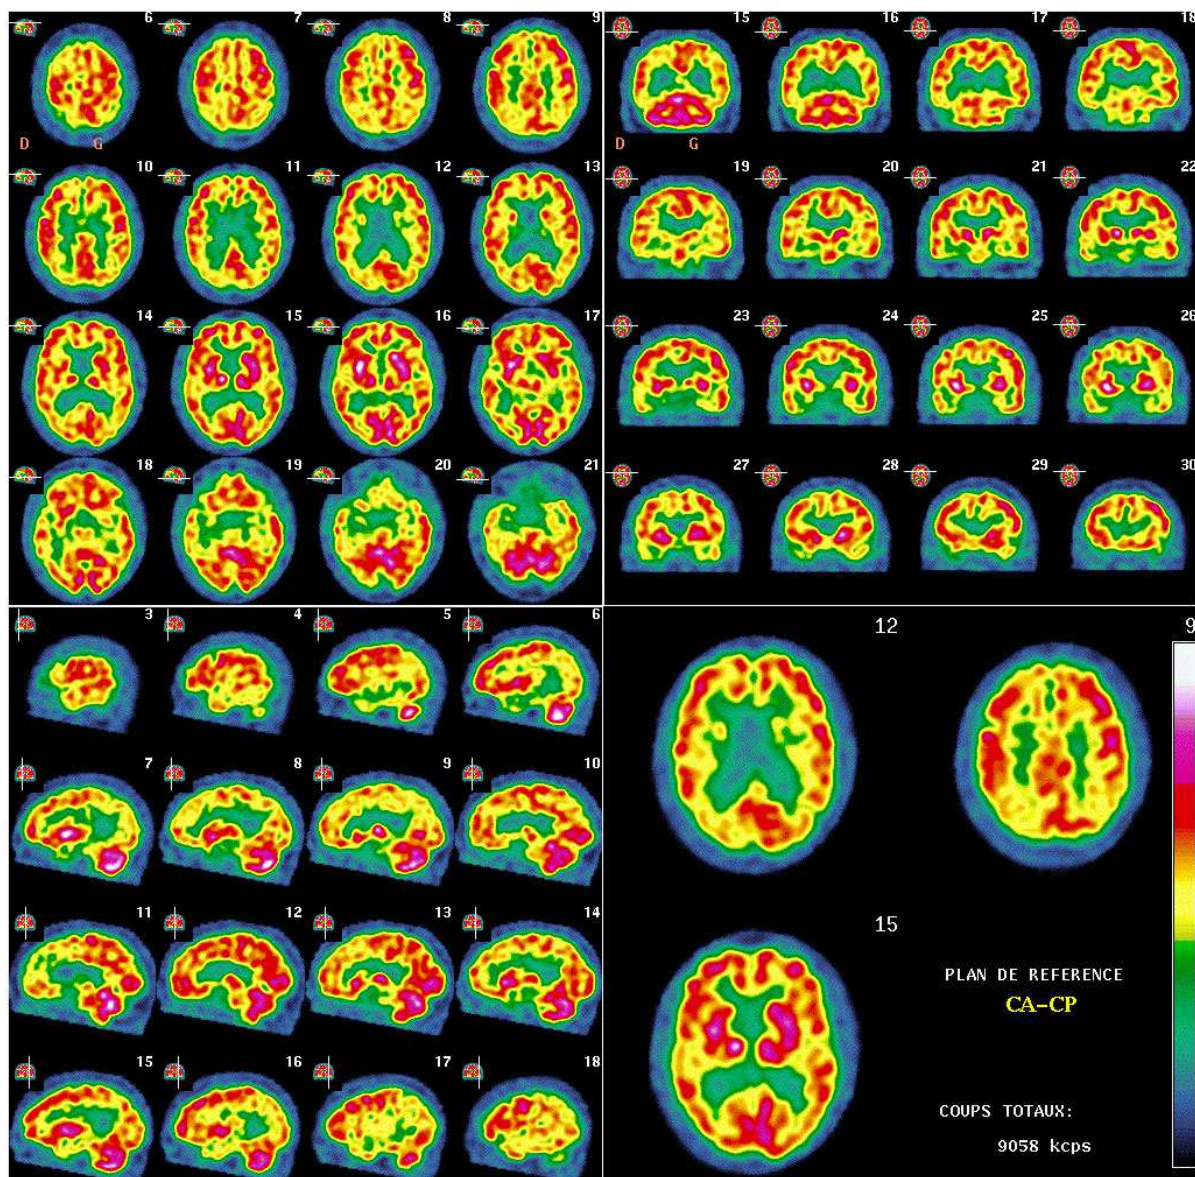 6 7 8 9
D G
10 11 12 13
14 15 16 17
18 19 20 21
15 16 17 18
D G
19 20 21 22
23 24 25 26
27 28 29 30
3 4 5 6
7 8 9 10
11 12 13 14
15 16 17 18
12 9
15
PLAN DE REFERENCE
CA-CP
COUPS TOTAUX:
9058 kcps